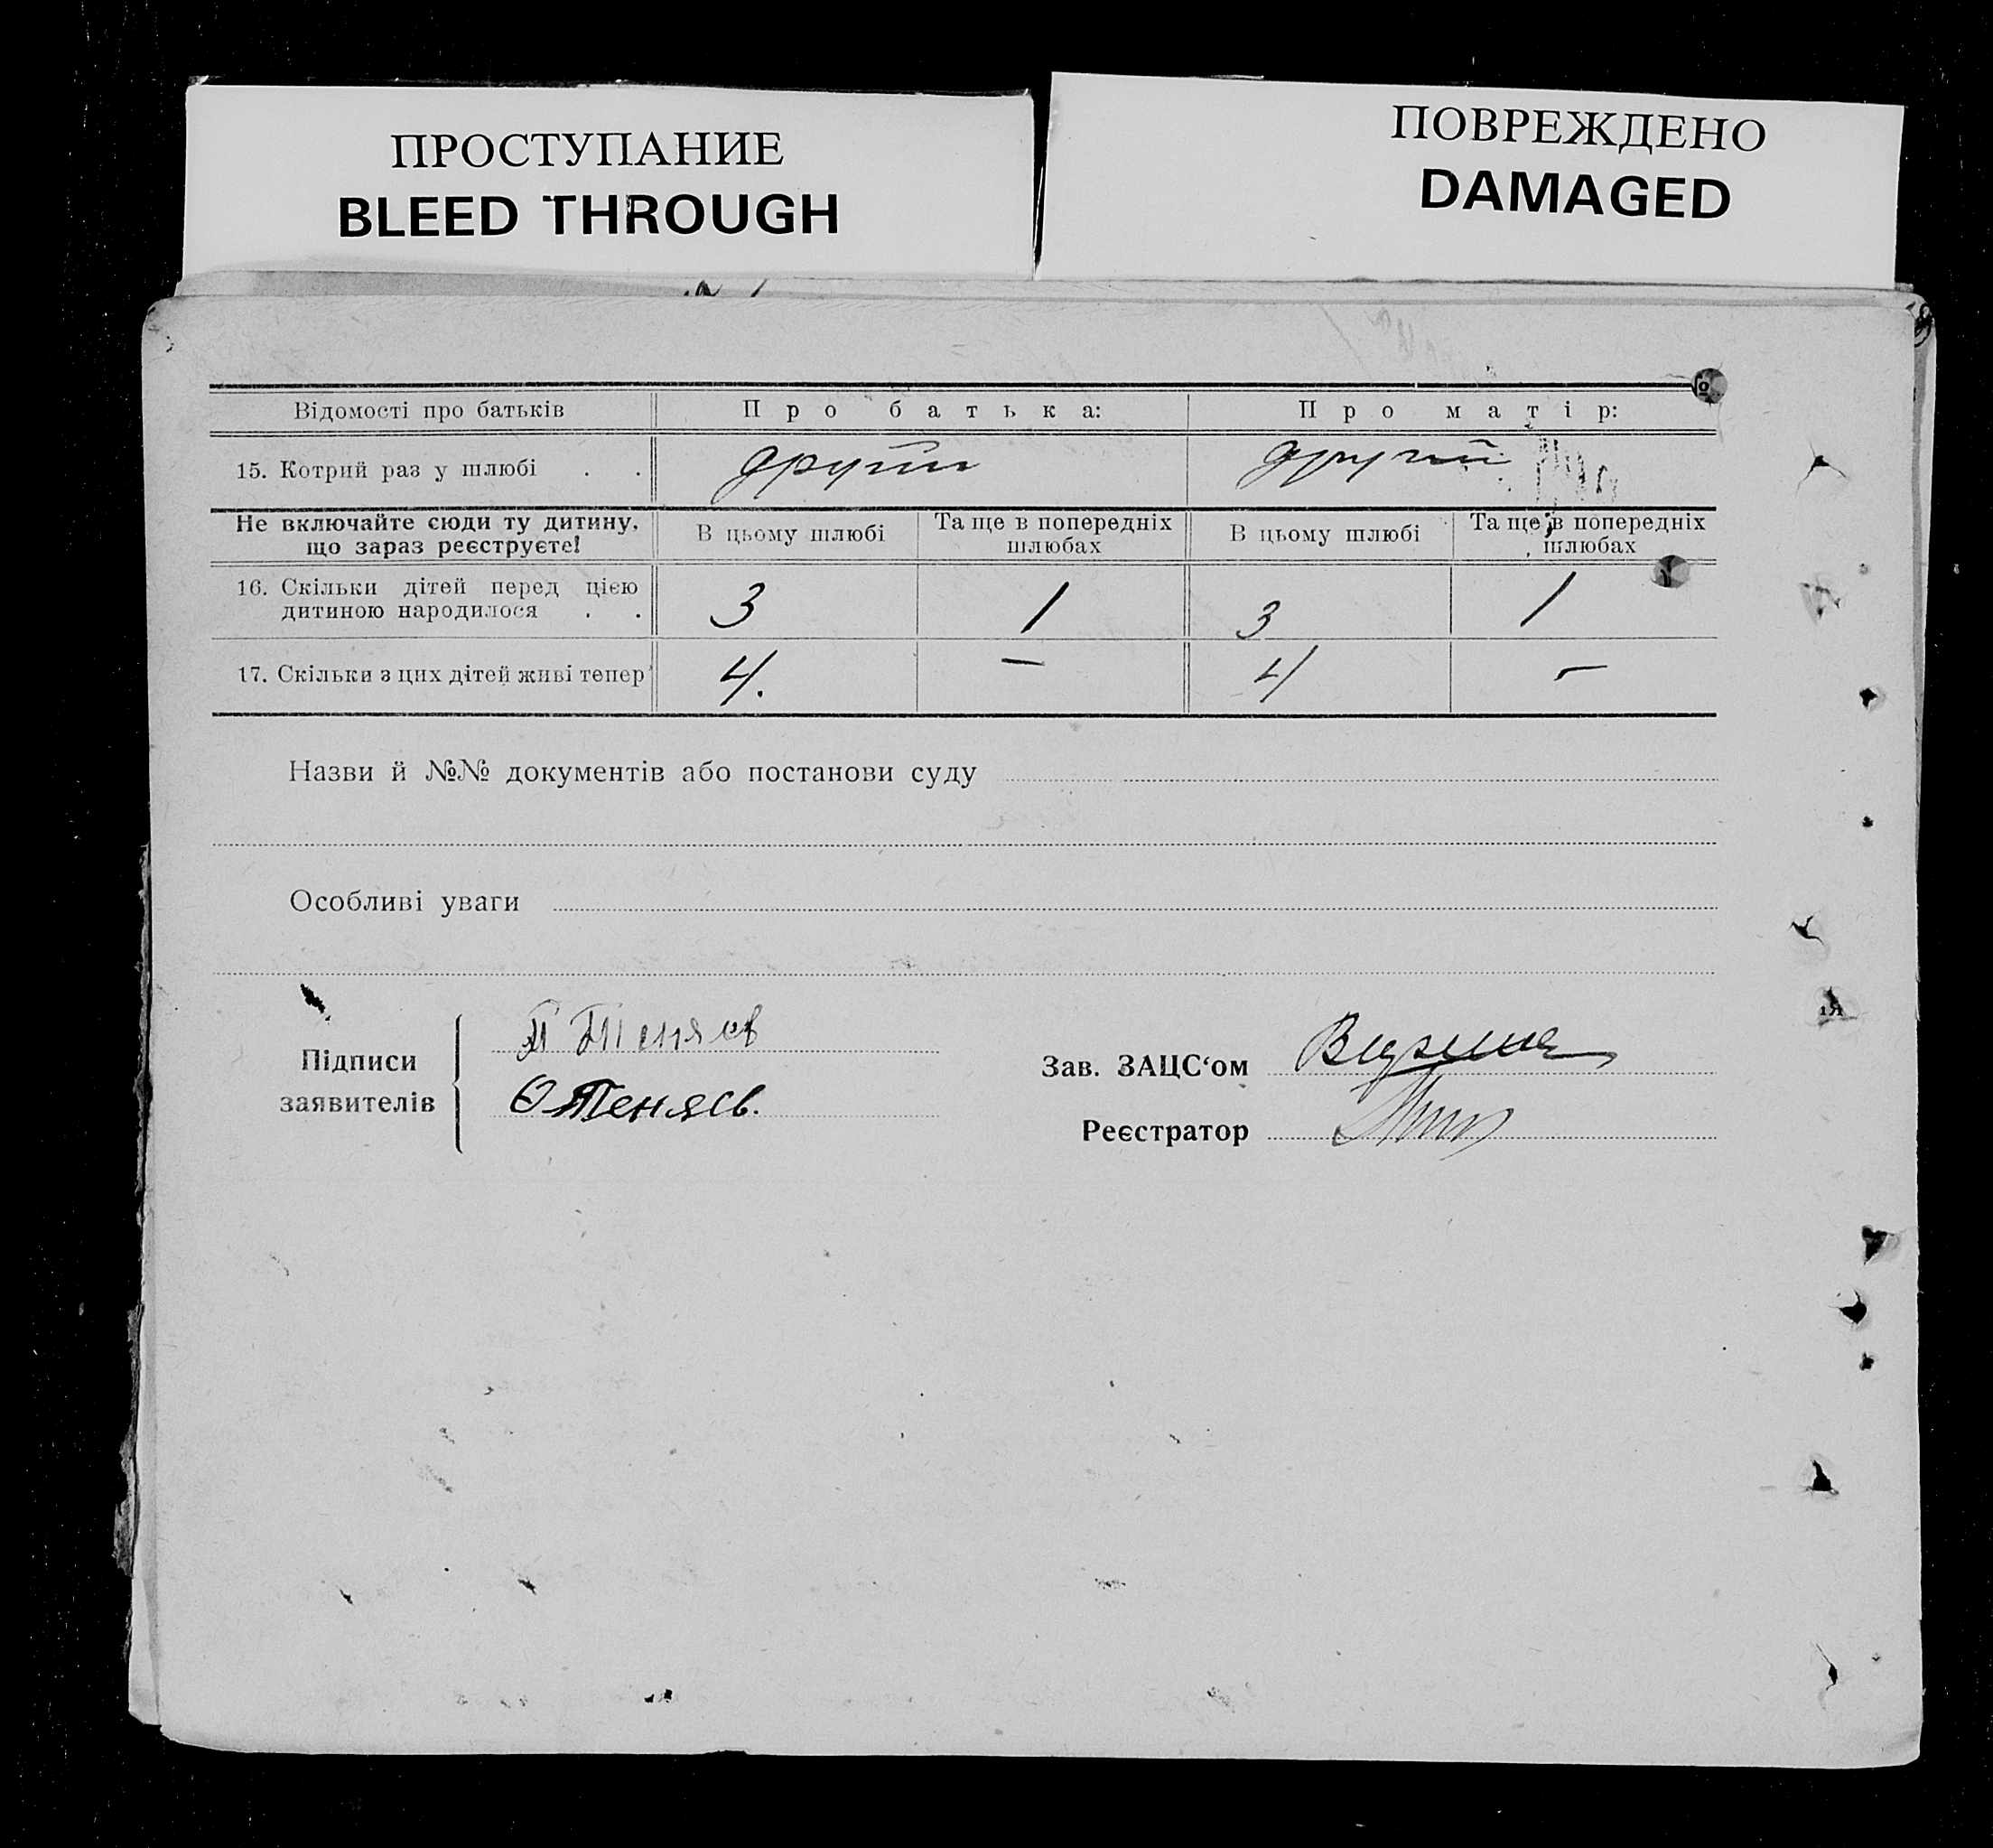 ПРОСТУПАНИЕ
BLEED THROUGH
ПОВРЕЖДЕНО
DAMAGED
№
Відомості про батьків Про батька: Про матір:
15. Котрий раз у шлюбі . . другий другий
Не включайте сюди ту дитину, що зараз реєструєте! В цьому шлюбі Та ще в попередніх шлюбах В цьому шлюбі Та ще в попередніх шлюбах
16. Скільки дітей перед цією дитиною народилося . . 3 1 3 1
17. Скільки з цих дітей живі тепер 4. — 4 —
Назви й №№ документів або постанови суду
Особливі уваги
Підписи заявителів
Тєняєв
Тєняєв.
Зав. ЗАЦС‘ом
Реєстратор